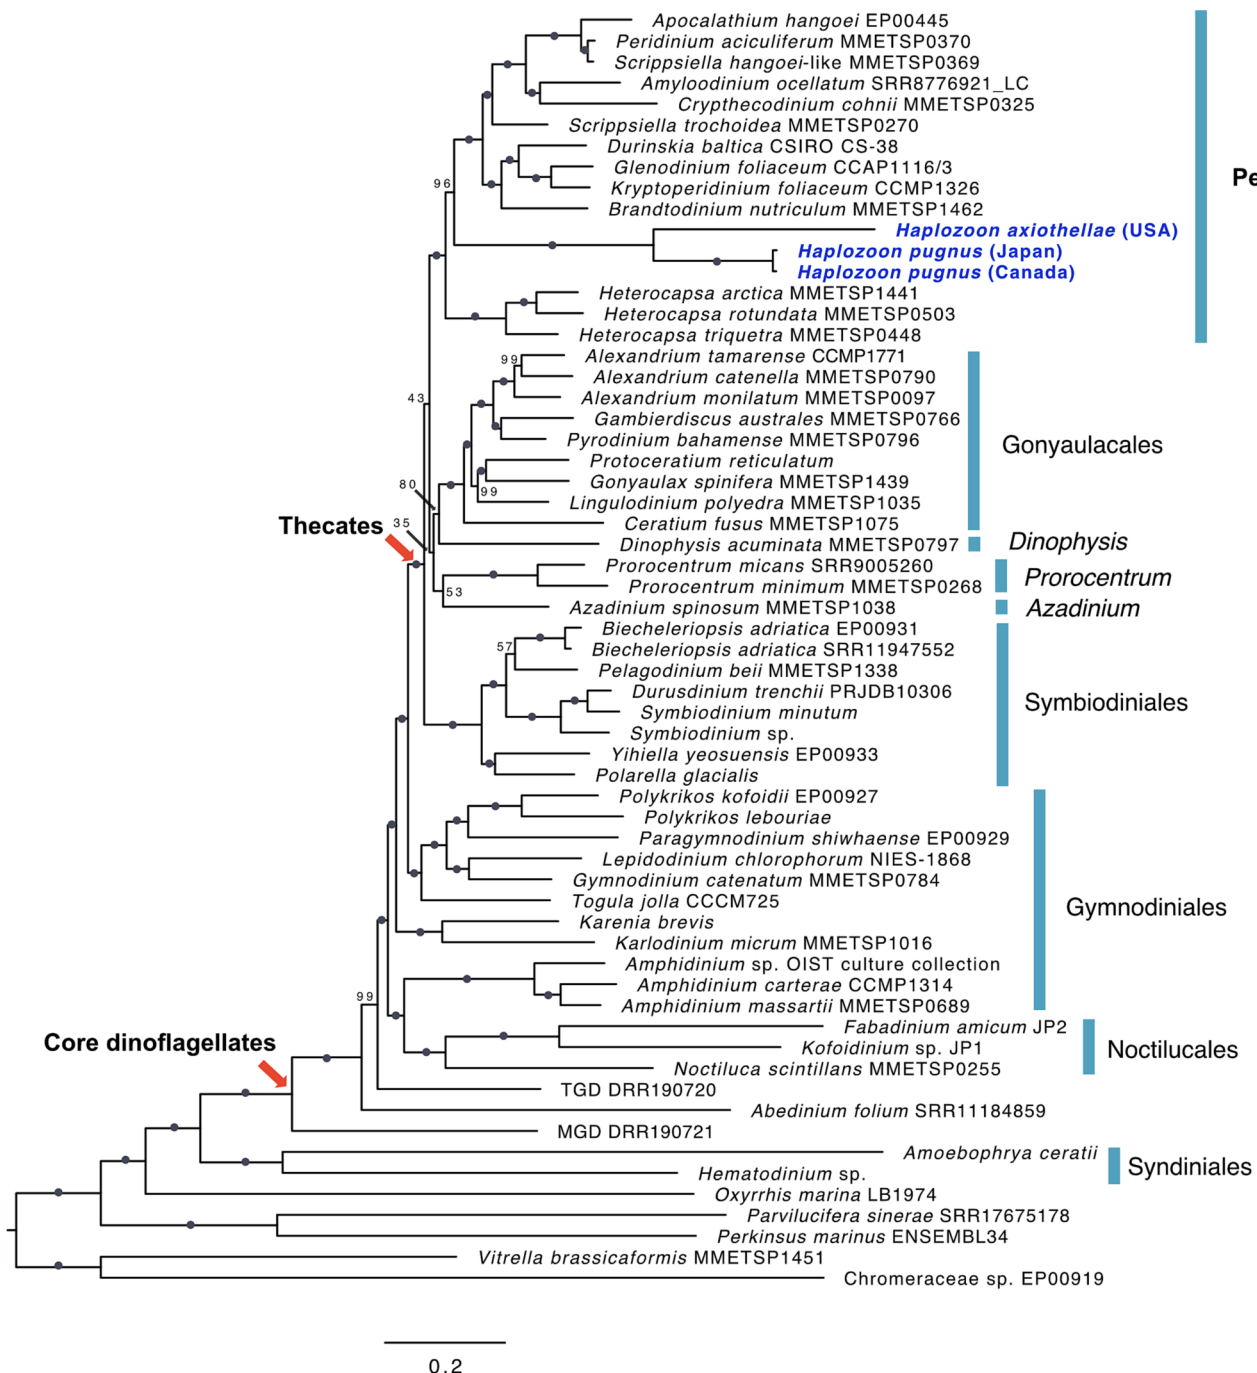 Apocalathium hangoei EP00445
Peridinium aciculiferum MMETSP0370
Scrippsiella hangoei-like MMETSP0369
Amyloodinium ocellatum SRR8776921_LC
Crypthecodinium cohnii MMETSP0325
Scrippsiella trochoidea MMETSP0270
Durinskia baltica CSIRO CS-38
Glenodinium foliaceum CCAP1116/3
Pe
96
Kryptoperidinium foliaceum CCMP1326
Brandtodinium nutriculum MMETSP1462
Haplozoon axiothellae (USA)
Haplozoon pugnus (Japan)
Haplozoon pugnus (Canada)
Heterocapsa arctica MMETSP1441
Heterocapsa rotundata MMETSP0503
Heterocapsa triquetra MMETSP0448
99
Alexandrium tamarense CCMP1771
Alexandrium catenella MMETSP0790
43
Alexandrium monilatum MMETSP0097
Gambierdiscus australes MMETSP0766
Pyrodinium bahamense MMETSP0796
Gonyaulacales
Protoceratium reticulatum
80
Gonyaulax spinifera MMETSP1439
99
Lingulodinium polyedra MMETSP1035
Thecates
35
Ceratium fusus MMETSP1075
Dinophysis acuminata MMETSP0797
Dinophysis
Prorocentrum micans SRR9005260
Prorocentrum
Prorocentrum minimum MMETSP0268
53
Azadinium spinosum MMETSP1038
Azadinium
Biecheleriopsis adriatica EP00931
57
Biecheleriopsis adriatica SRR11947552
Pelagodinium beii MMETSP1338
Durusdinium trenchii PRJDB10306
Symbiodiniales
Symbiodinium minutum
Symbiodinium sp.
Yihiella yeosuensis EP00933
Polarella glacialis
Polykrikos kofoidii EP00927
Polykrikos lebouriae
Paragymnodinium shiwhaense EP00929
Lepidodinium chlorophorum NIES-1868
Gymnodinium catenatum MMETSP0784
Togula jolla CCCM725
Gymnodiniales
Karenia brevis
Karlodinium micrum MMETSP1016
Amphidinium sp. OIST culture collection
Amphidinium carterae CCMP1314
99
Amphidinium massartii MMETSP0689
Fabadinium amicum JP2
Core dinoflagellates
Kofoidinium sp. JP1
Noctilucales
Noctiluca scintillans MMETSP0255
TGD DRR190720
Abedinium folium SRR11184859
MGD DRR190721
Amoebophrya ceratii
Syndiniales
Hematodinium sp.
Oxyrrhis marina LB1974
Parvilucifera sinerae SRR17675178
Perkinsus marinus ENSEMBL34
Vitrella brassicaformis MMETSP1451
Chromeraceae sp. EP00919
0.2